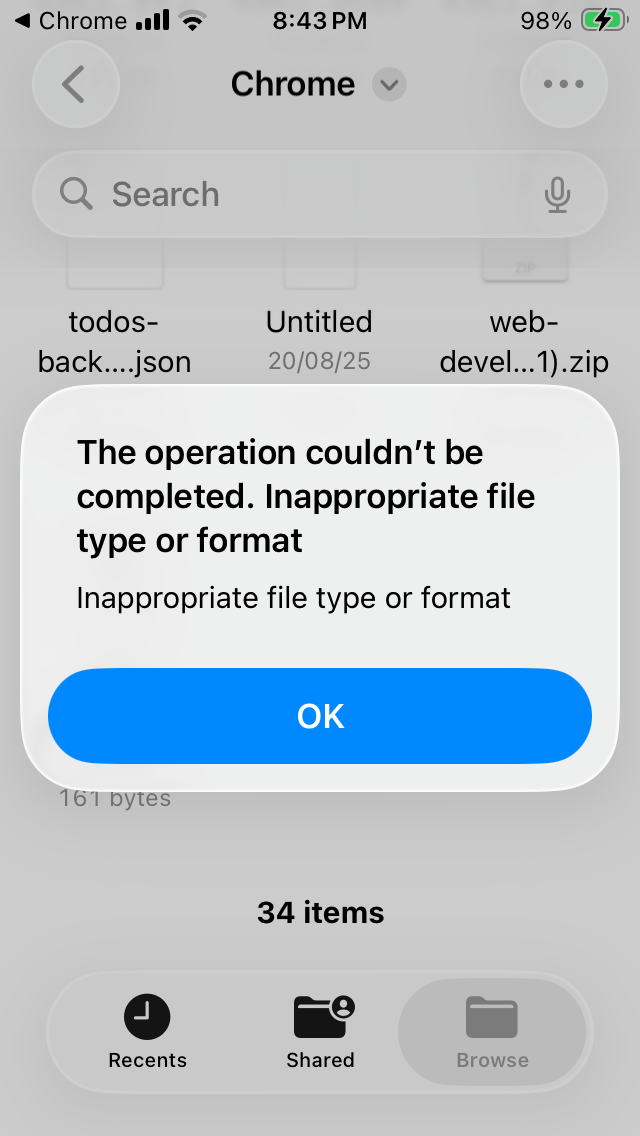 Chrome 8:43 PM 98%
Chrome
Search
ZIP
todos- Untitled web-
back....json 20/08/25 devel...1).zip
The operation couldn’t be
completed. Inappropriate file
type or format
Inappropriate file type or format
OK
161 bytes
34 items
Recents Shared Browse